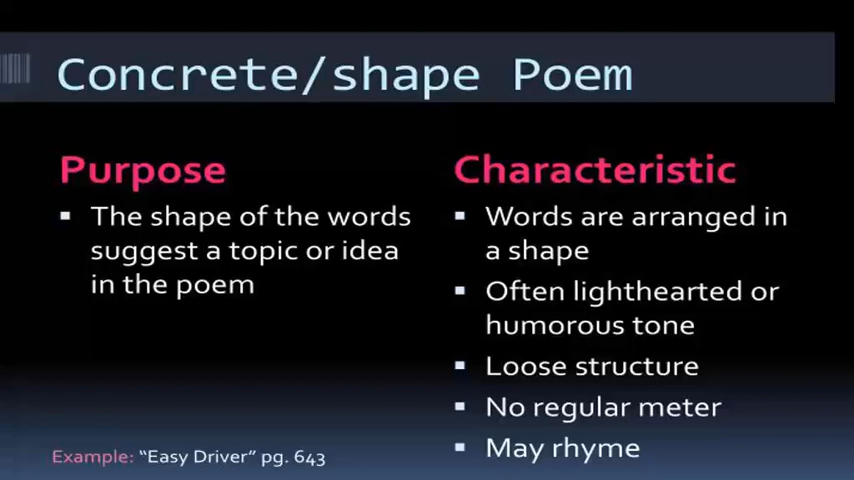 Concrete/shape Poem
Purpose
▪ The shape of the words
suggest a topic or idea
in the poem
Example: “Easy Driver” pg. 643
Characteristic
▪ Words are arranged in
a shape
▪ Often lighthearted or
humorous tone
▪ Loose structure
▪ No regular meter
▪ May rhyme